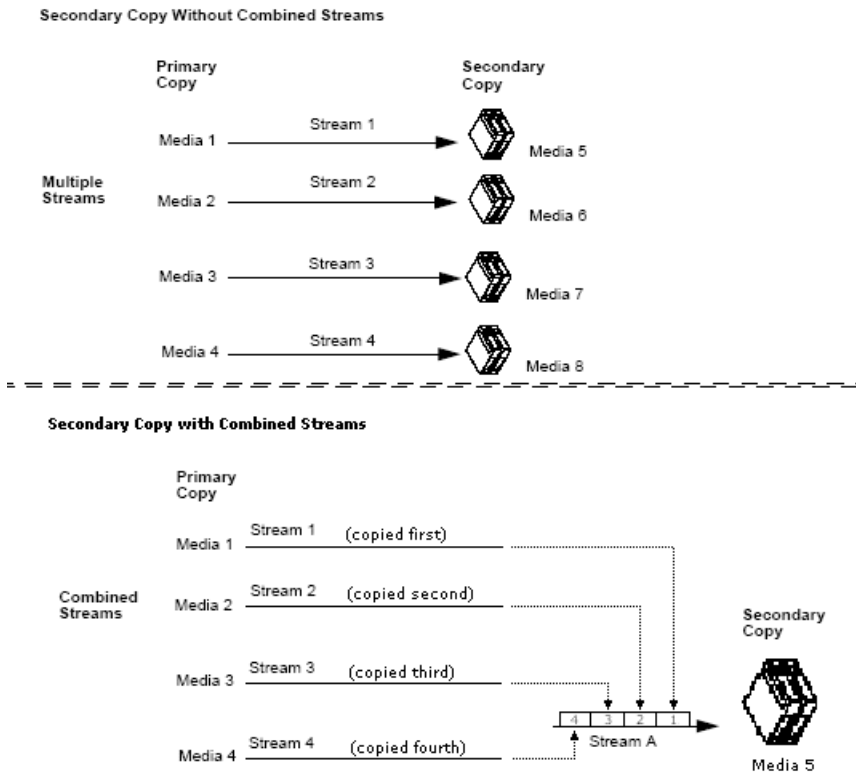 Secondary Copy Without Combined Streams
Primary
Copy
Secondary
Copy
Media 1
Stream 1
Media 5
Multiple
Streams
Media 2
Stream 2
Media 6
Media 3
Stream 3
Media 7
Media 4
Stream 4
Media 8
Secondary Copy with Combined Streams
Primary
Copy
Media 1
Stream 1
(copied first)
Combined
Streams
Media 2
Stream 2
(copied second)
Secondary
Copy
Media 3
Stream 3
(copied third)
4 3 2 1
Stream A
Media 4
Stream 4
(copied fourth)
Media 5